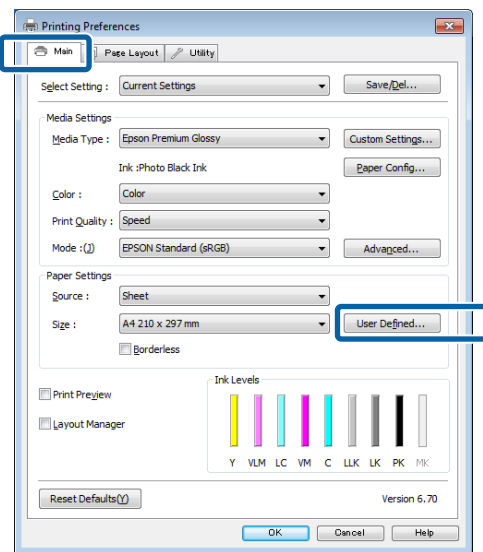 Printing Preferences
Main Page Layout Utility
Select Setting : Current Settings Save/Del...
Media Settings
Media Type : Epson Premium Glossy Custom Settings...
Ink :Photo Black Ink Paper Config...
Color : Color
Print Quality : Speed
Mode :(J) EPSON Standard (sRGB) Advanced...
Paper Settings
Source : Sheet
Size : A4 210 x 297 mm User Defined...
Borderless
Ink Levels
Print Preview
Layout Manager
Y VLM LC VM C LLK LK PK MK
Reset Defaults(Y) Version 6.70
OK Cancel Help